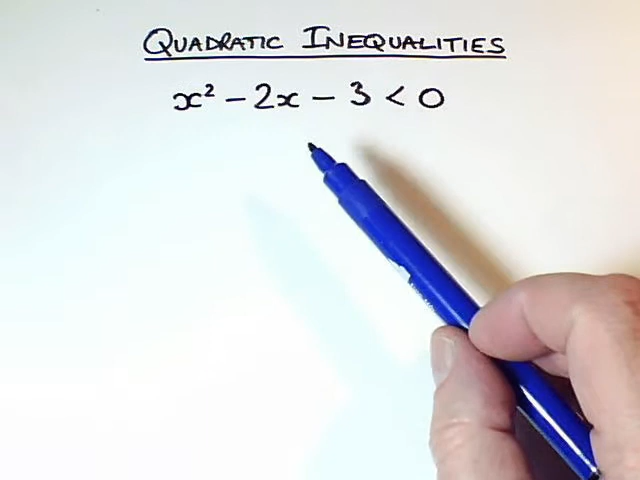 QUADRATIC INEQUALITIES
x² - 2x - 3 < 0